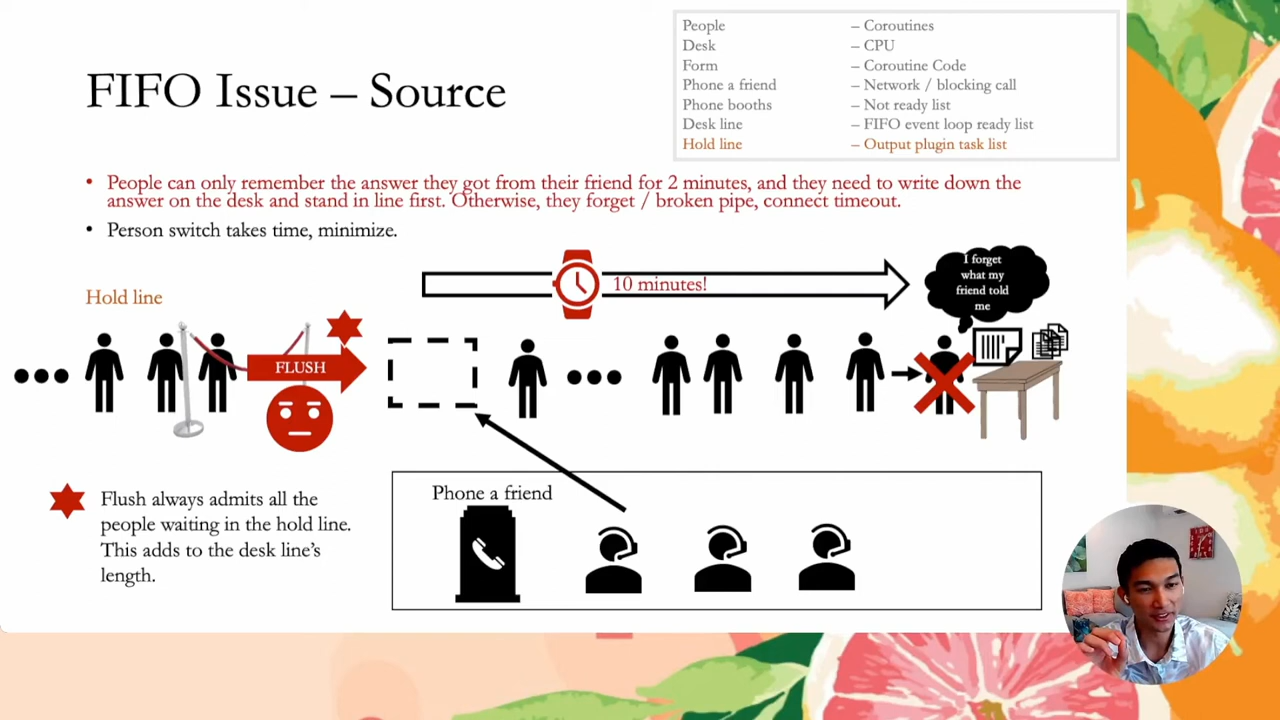 People – Coroutines
Desk – CPU
Form – Coroutine Code
Phone a friend – Network / blocking call
Phone booths – Not ready list
Desk line – FIFO event loop ready list
Hold line – Output plugin task list
FIFO Issue – Source
• People can only remember the answer they got from their friend for 2 minutes, and they need to write down the
answer on the desk and stand in line first. Otherwise, they forget / broken pipe, connect timeout.
• Person switch takes time, minimize.
I forget
what my
friend told
me
10 minutes!
Hold line
FLUSH
Flush always admits all the
people waiting in the hold line.
This adds to the desk line's
length.
Phone a friend